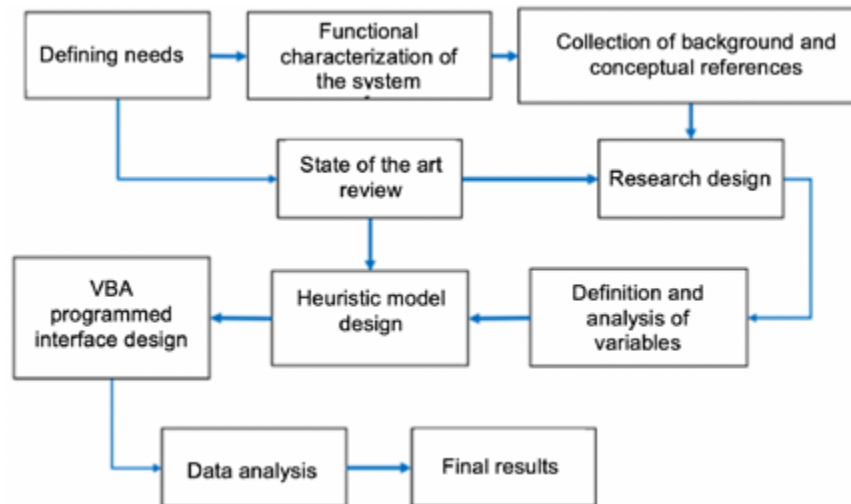 Defining needs
Functional
characterization of
the system
Collection of background and
conceptual references
State of the art
review
Research design
VBA
programmed
interface design
Heuristic model
design
Definition and
analysis of
variables
Data analysis
Final results